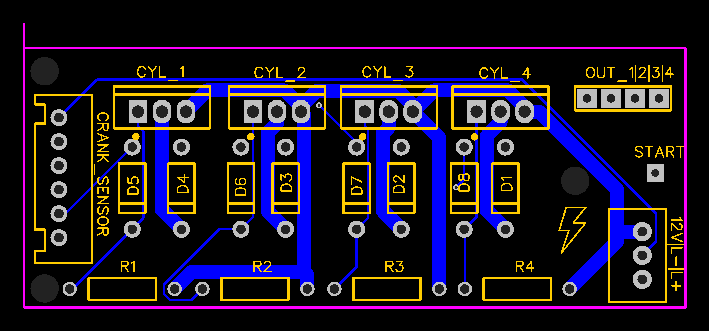 CYL_1
CYL_2
CYL_3
CYL_4
OUT_1|2|3|4
CRANK_SENSOR
START
D5
D4
D6
D3
D7
D2
D8
D1
12V|L-|L+
R1
R2
R3
R4